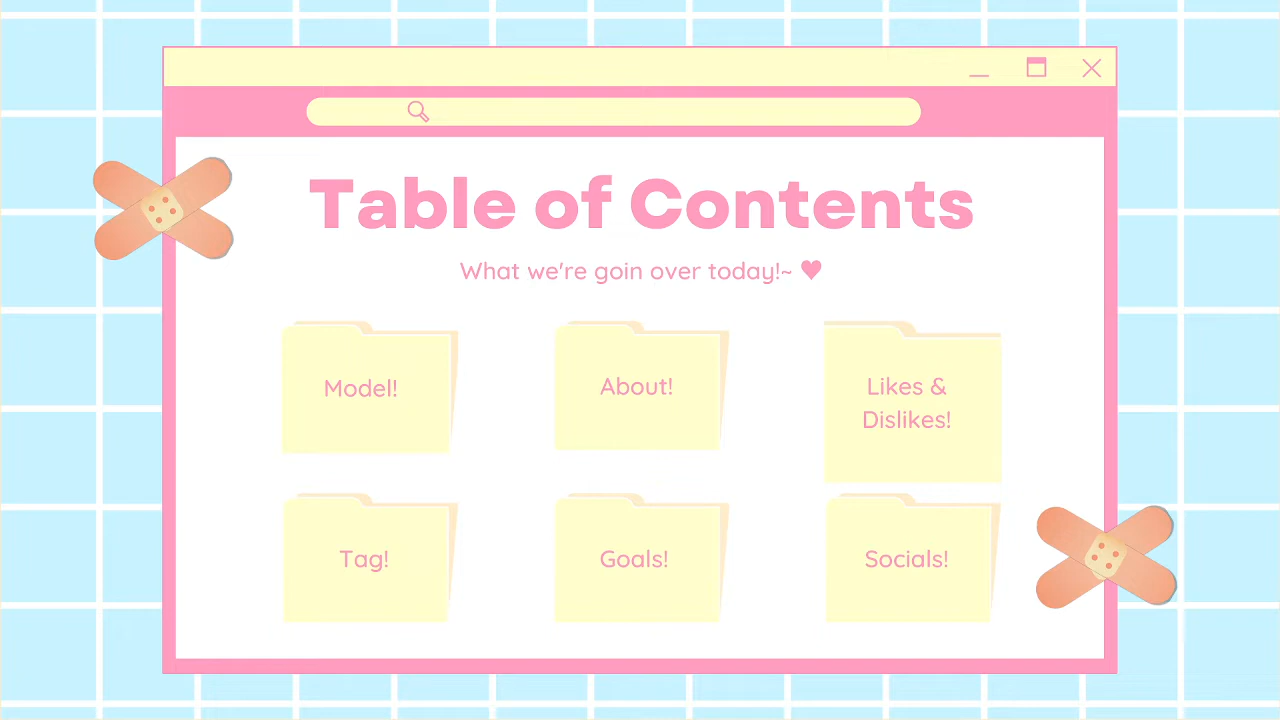 Table of Contents
What we're goin over today!~ ♥
Model!
About!
Likes &
Dislikes!
Tag!
Goals!
Socials!